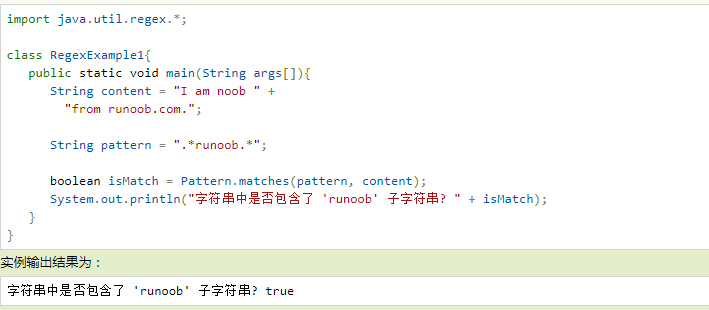 import java.util.regex.*;

class RegexExample1{
   public static void main(String args[]){
      String content = "I am noob " +
        "from runoob.com.";

      String pattern = ".*runoob.*";

      boolean isMatch = Pattern.matches(pattern, content);
      System.out.println("字符串中是否包含了 'runoob' 子字符串? " + isMatch);
   }
}
实例输出结果为：
字符串中是否包含了 'runoob' 子字符串? true